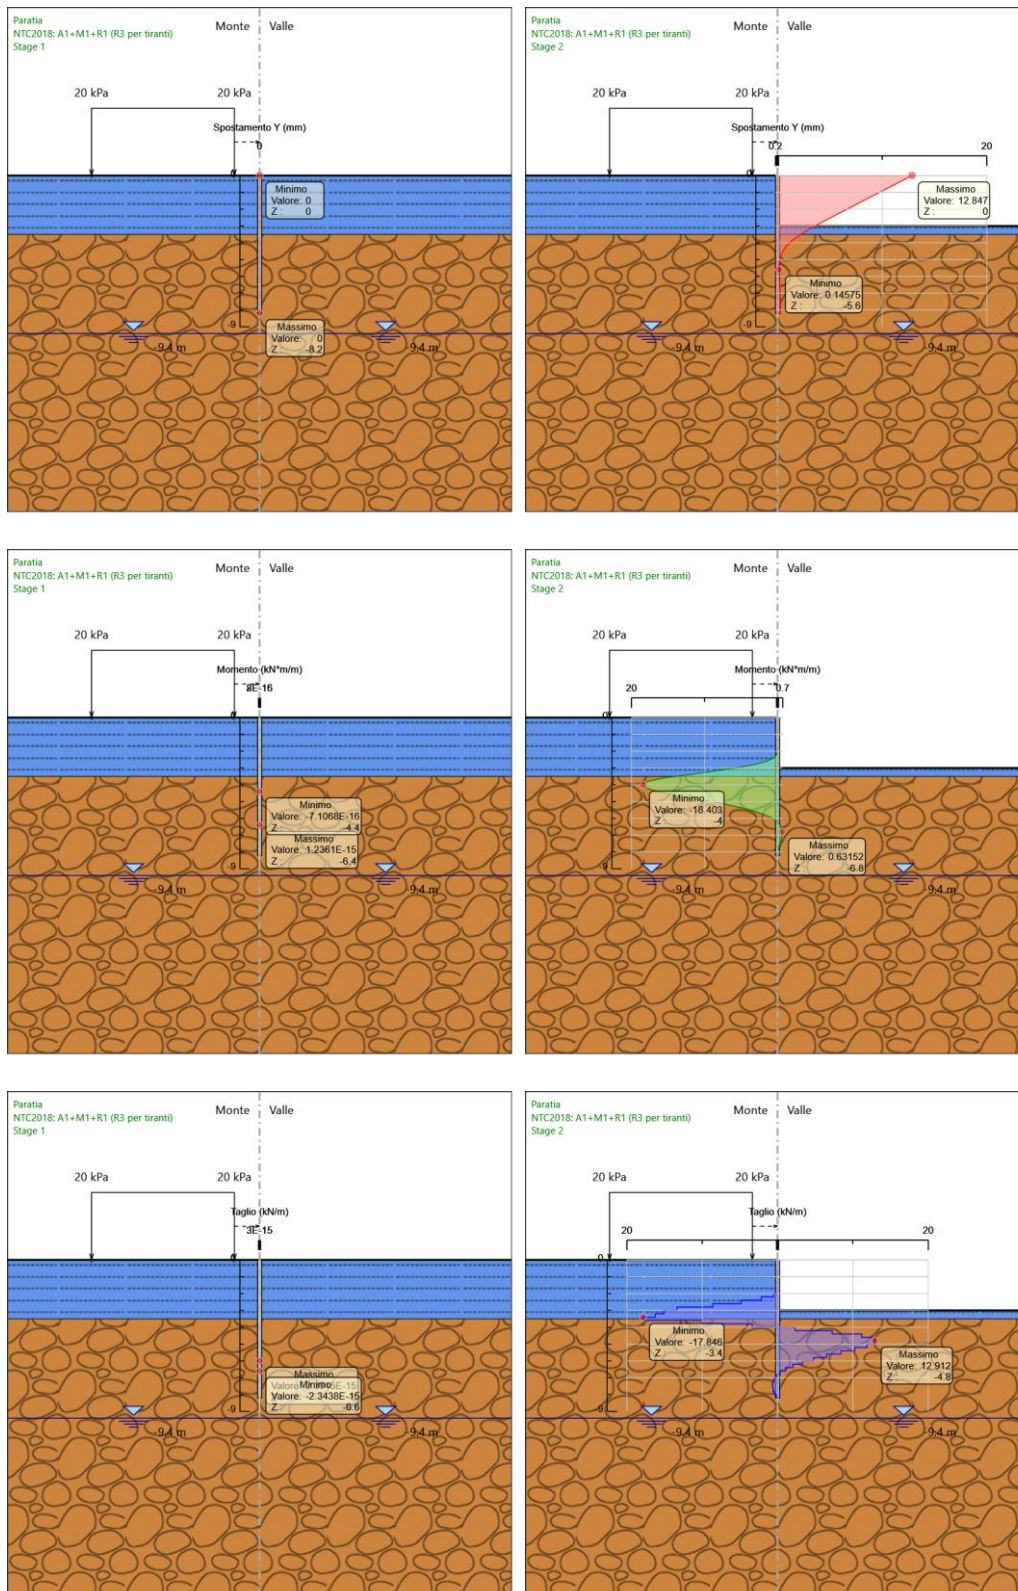 Paratia
NTC2018: A1+M1+R1 (R3 per tiranti)
Stage 1
Monte
Valle
20 kPa
20 kPa
Spostamento Y (mm)
0
0
Minimo
Valore: 0
Z : 0
Massimo
Valore: 0
Z : -8.2
-9
-9.4 m
-9.4 m
Paratia
NTC2018: A1+M1+R1 (R3 per tiranti)
Stage 2
Monte
Valle
20 kPa
20 kPa
Spostamento Y (mm)
0.2
20
0
Massimo
Valore: 12.847
Z : 0
Minimo
Valore: 0.14575
Z : -5.6
-9
-9.4 m
-9.4 m
Paratia
NTC2018: A1+M1+R1 (R3 per tiranti)
Stage 1
Monte
Valle
20 kPa
20 kPa
Momento (kN*m/m)
0
Minimo
Valore: -7.1068E-16
Z : -4.4
Massimo
Valore: 1.2361E-15
Z : -6.4
-9
-9.4 m
-9.4 m
Paratia
NTC2018: A1+M1+R1 (R3 per tiranti)
Stage 2
Monte
Valle
20 kPa
20 kPa
Momento (kN*m/m)
20
0.7
0
Minimo
Valore: -18.403
Z : -4
Massimo
Valore: 0.63152
Z : -6.8
-9
-9.4 m
-9.4 m
Paratia
NTC2018: A1+M1+R1 (R3 per tiranti)
Stage 1
Monte
Valle
20 kPa
20 kPa
Taglio (kN/m)
3E-15
0
Massimo
Minimo
Valore: -2.3438E-15
Z : -6.6
-9
-9.4 m
-9.4 m
Paratia
NTC2018: A1+M1+R1 (R3 per tiranti)
Stage 2
Monte
Valle
20 kPa
20 kPa
Taglio (kN/m)
20
20
0
Minimo
Valore: -17.846
Z : -3.4
Massimo
Valore: 12.912
Z : -4.8
-9
-9.4 m
-9.4 m